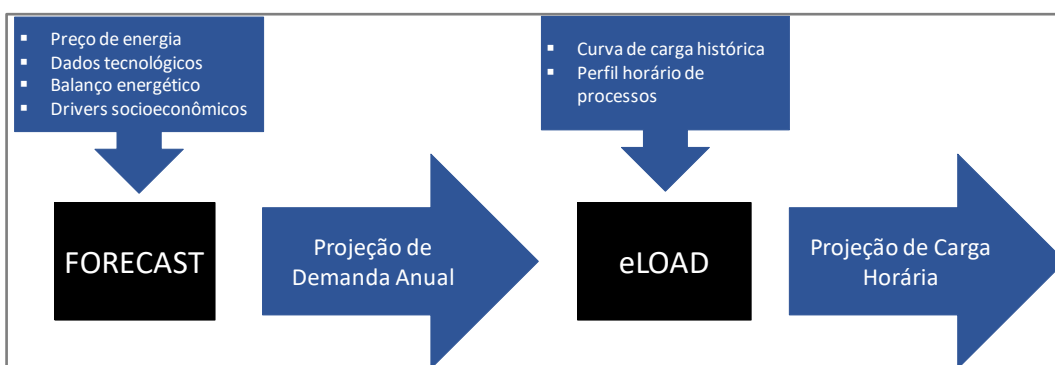 ▪ Preço de energia
▪ Dados tecnológicos
▪ Balanço energético
▪ Drivers socioeconômicos
▪ Curva de carga histórica
▪ Perfil horário de
processos
FORECAST
Projeção de
Demanda Anual
eLOAD
Projeção de Carga
Horária